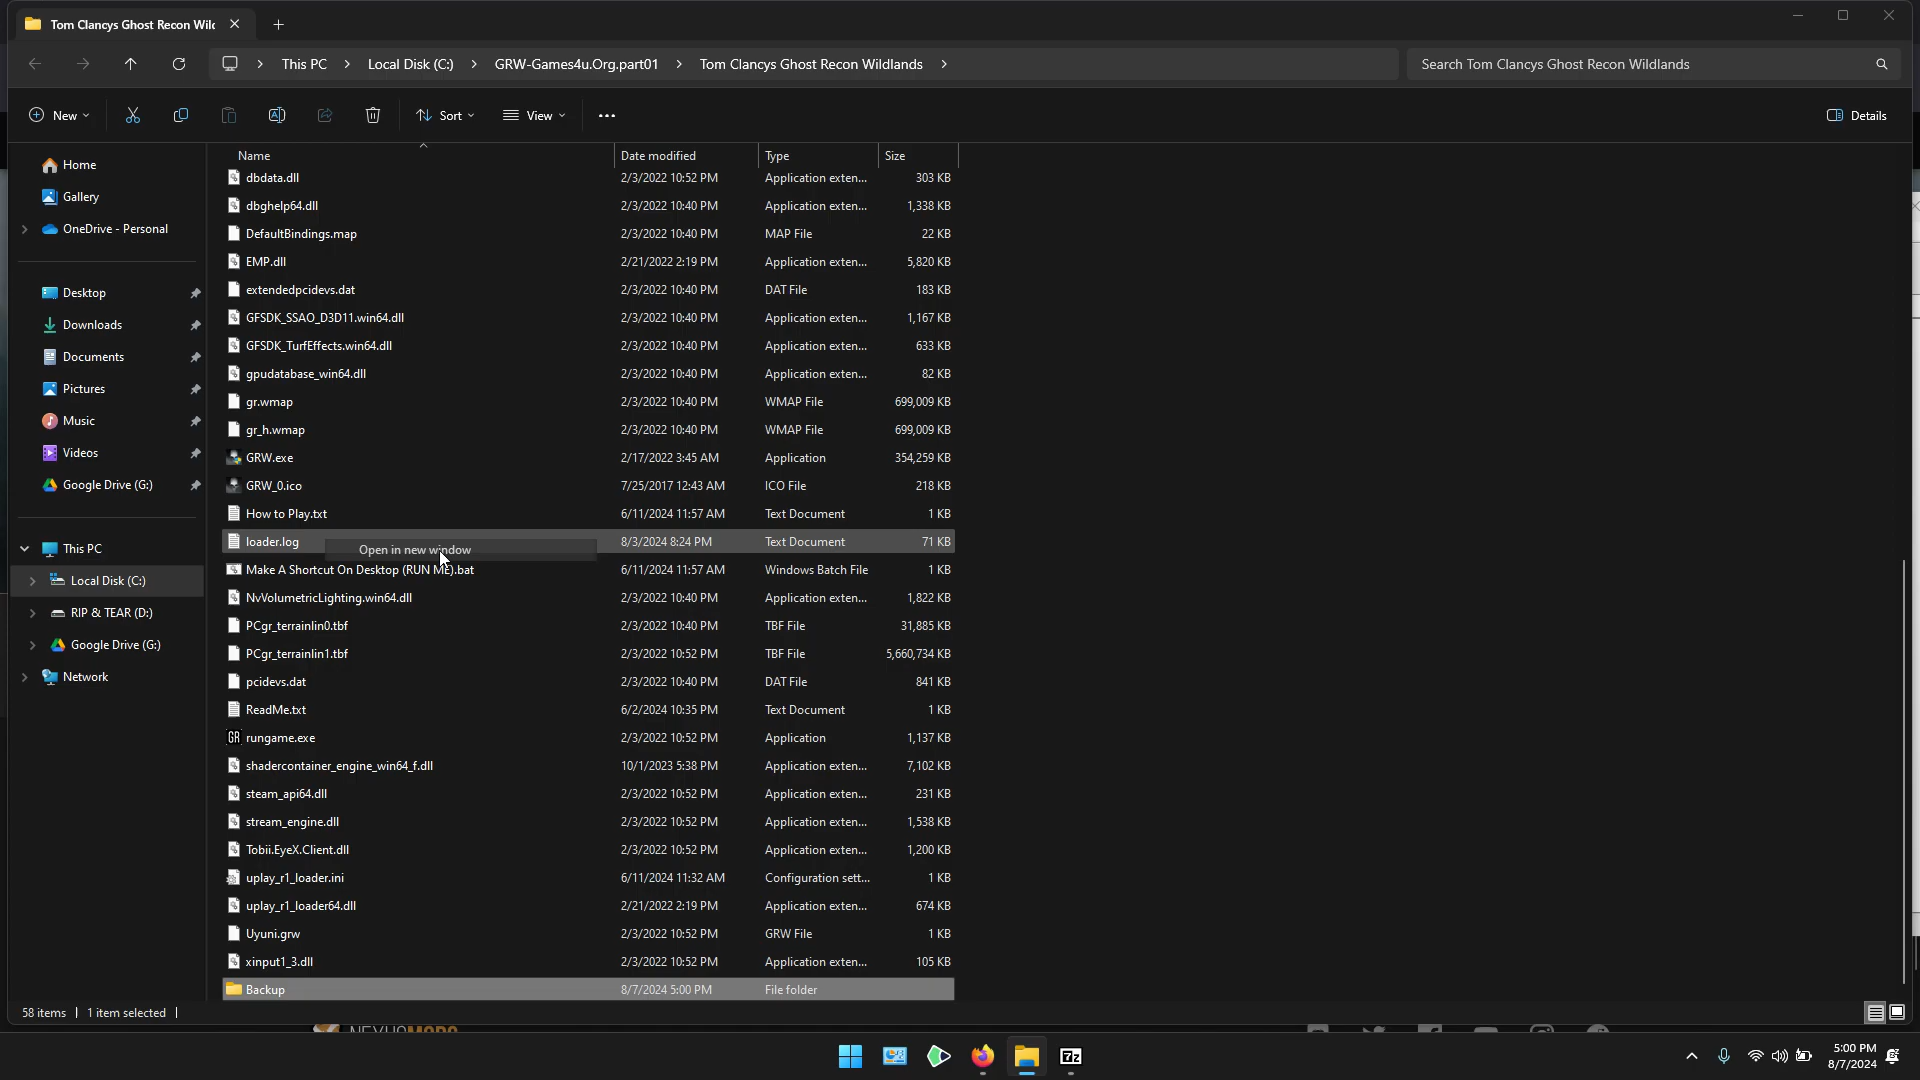 Tom Clancys Ghost Recon Wild
This PC > Local Disk (C:) > GRW-Games4u.Org.part01 > Tom Clancys Ghost Recon Wildlands >
Search Tom Clancys Ghost Recon Wildlands
New
Sort
View
Details
Home
Gallery
OneDrive - Personal
Desktop
Downloads
Documents
Pictures
Music
Videos
Google Drive (G:)
This PC
Local Disk (C:)
RIP & TEAR (D:)
Google Drive (G:)
Network
Name Date modified Type Size
dbdata.dll 2/3/2022 10:52 PM Application exten... 303 KB
dbghelp64.dll 2/3/2022 10:40 PM Application exten... 1,338 KB
DefaultBindings.map 2/3/2022 10:40 PM MAP File 22 KB
EMP.dll 2/21/2022 2:19 PM Application exten... 5,820 KB
extendedpcidevs.dat 2/3/2022 10:40 PM DAT File 183 KB
GFSDK_SSAO_D3D11.win64.dll 2/3/2022 10:40 PM Application exten... 1,167 KB
GFSDK_TurfEffects.win64.dll 2/3/2022 10:40 PM Application exten... 633 KB
gpudatabase_win64.dll 2/3/2022 10:40 PM Application exten... 82 KB
gr.wmap 2/3/2022 10:40 PM WMAP File 699,009 KB
gr_h.wmap 2/3/2022 10:40 PM WMAP File 699,009 KB
GRW.exe 2/17/2022 3:45 AM Application 354,259 KB
GRW_0.ico 7/25/2017 12:43 AM ICO File 218 KB
How to Play.txt 6/11/2024 11:57 AM Text Document 1 KB
loader.log 8/3/2024 8:24 PM Text Document 71 KB
Open in new window
Make A Shortcut On Desktop (RUN ME).bat 6/11/2024 11:57 AM Windows Batch File 1 KB
NvVolumetricLighting.win64.dll 2/3/2022 10:40 PM Application exten... 1,822 KB
PCgr_terrainlin0.tbf 2/3/2022 10:40 PM TBF File 31,885 KB
PCgr_terrainlin1.tbf 2/3/2022 10:52 PM TBF File 5,660,734 KB
pcidevs.dat 2/3/2022 10:40 PM DAT File 841 KB
ReadMe.txt 6/2/2024 10:35 PM Text Document 1 KB
rungame.exe 2/3/2022 10:52 PM Application 1,137 KB
shadercontainer_engine_win64_f.dll 10/1/2023 5:38 PM Application exten... 7,102 KB
steam_api64.dll 2/3/2022 10:52 PM Application exten... 231 KB
stream_engine.dll 2/3/2022 10:52 PM Application exten... 1,538 KB
Tobii.EyeX.Client.dll 2/3/2022 10:52 PM Application exten... 1,200 KB
uplay_r1_loader.ini 6/11/2024 11:32 AM Configuration sett... 1 KB
uplay_r1_loader64.dll 2/21/2022 2:19 PM Application exten... 674 KB
Uyuni.grw 2/3/2022 10:52 PM GRW File 1 KB
xinput1_3.dll 2/3/2022 10:52 PM Application exten... 105 KB
Backup 8/7/2024 5:00 PM File folder
58 items | 1 item selected |
5:00 PM
8/7/2024